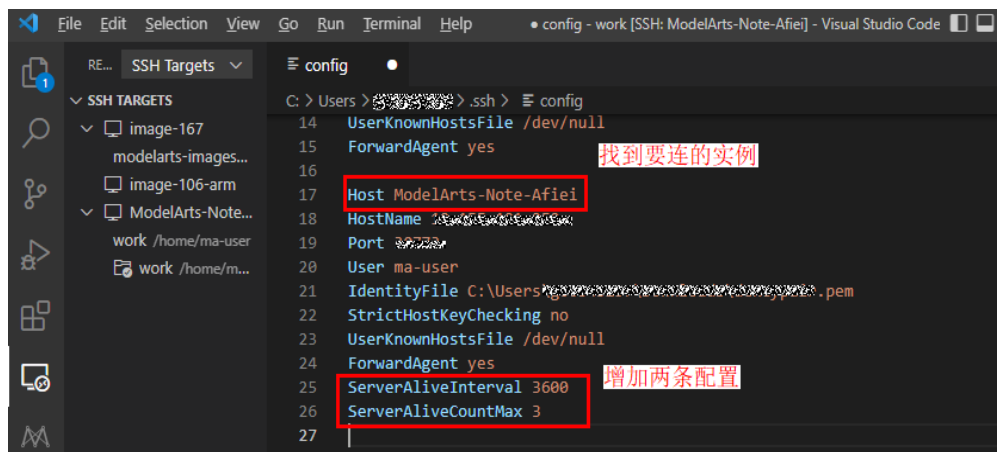 File Edit Selection View Go Run Terminal Help ● config - work [SSH: ModelArts-Note-Afiei] - Visual Studio Code
RE... SSH Targets
≡ config ●
SSH TARGETS
image-167
modelarts-images...
image-106-arm
ModelArts-Note...
work /home/ma-user
work /home/m...
1
C: > Users > > .ssh > ≡ config
14 UserKnownHostsFile /dev/null
15 ForwardAgent yes
找到要连的实例
16
17 Host ModelArts-Note-Afiei
18 HostName
19 Port
20 User ma-user
21 IdentityFile C:\Users .pem
22 StrictHostKeyChecking no
23 UserKnownHostsFile /dev/null
24 ForwardAgent yes
增加两条配置
25 ServerAliveInterval 3600
26 ServerAliveCountMax 3
27